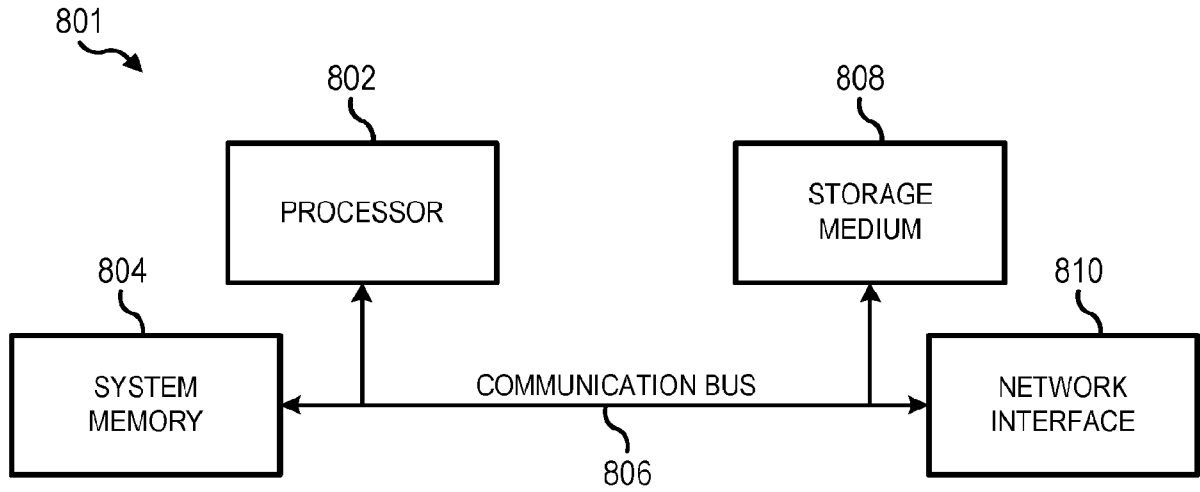 801
802
808
PROCESSOR
STORAGE
MEDIUM
804
810
SYSTEM
MEMORY
COMMUNICATION BUS
NETWORK
INTERFACE
806